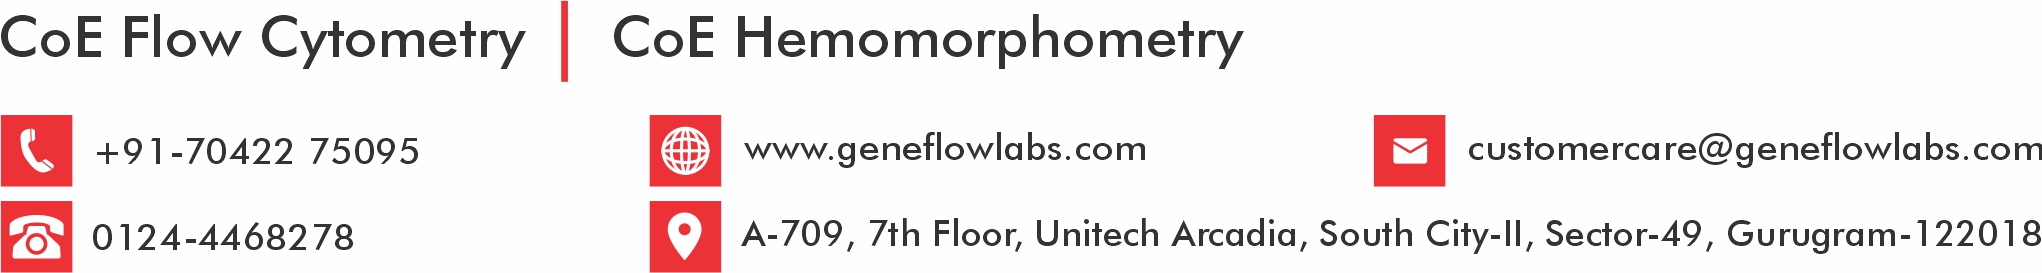 CoE Flow Cytometry | CoE Hemomorphometry
+91-70422 75095
www.geneflowlabs.com
customercare@geneflowlabs.com
0124-4468278
A-709, 7th Floor, Unitech Arcadia, South City-II, Sector-49, Gurugram-122018